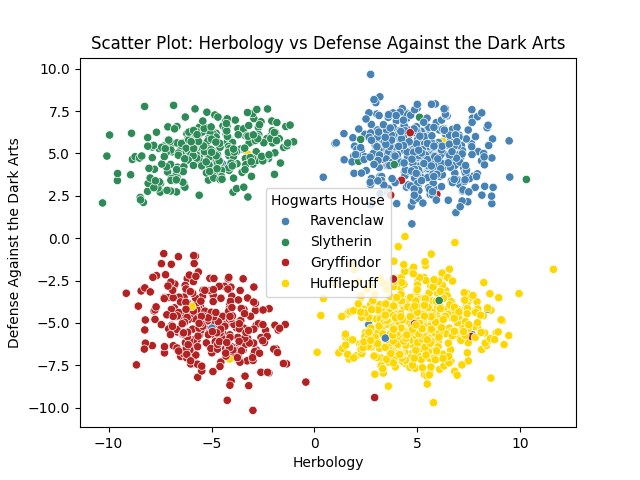 Scatter Plot: Herbology vs Defense Against the Dark Arts
10.0
7.5
5.0
2.5
0.0
−2.5
−5.0
−7.5
−10.0
Defense Against the Dark Arts
Hogwarts House
Ravenclaw
Slytherin
Gryffindor
Hufflepuff
−10
−5
0
5
10
Herbology